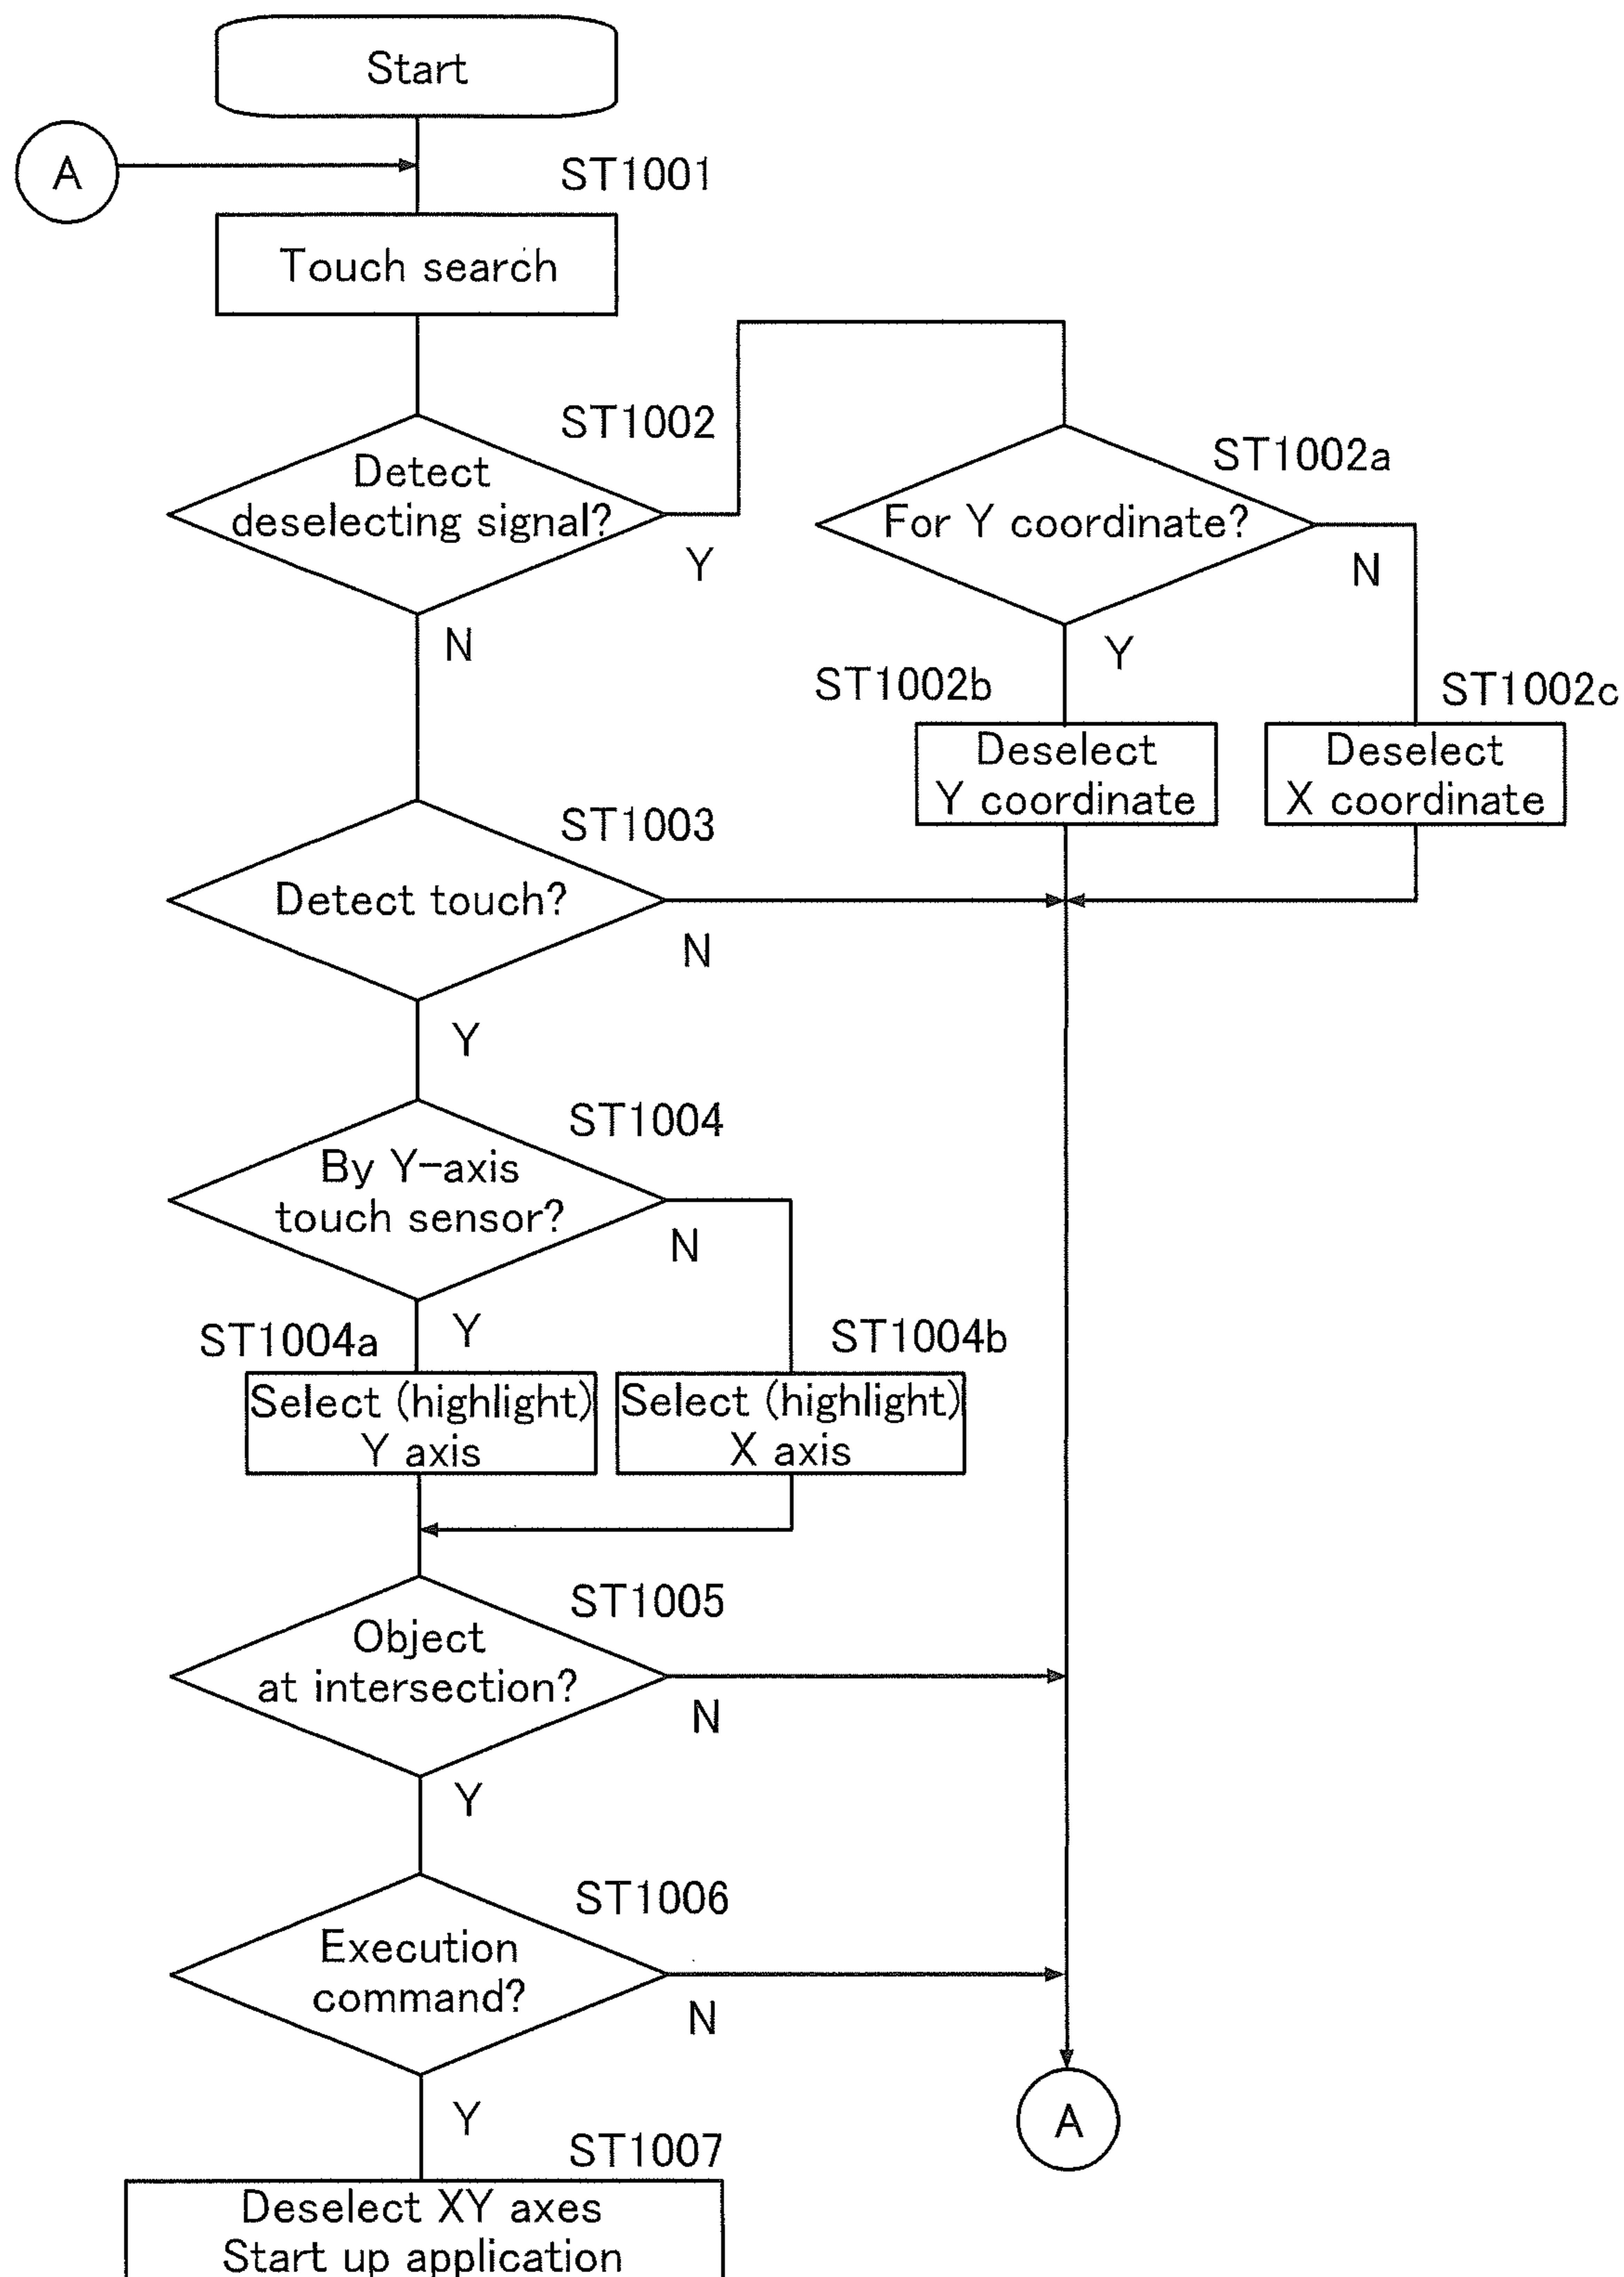 Start
A
ST1001
Touch search
ST1002
Detect
deselecting signal?
Y
N
ST1002a
For Y coordinate?
N
Y
ST1002b
Deselect
Y coordinate
ST1002c
Deselect
X coordinate
ST1003
Detect touch?
N
Y
ST1004
By Y-axis
touch sensor?
N
Y
ST1004a
Select (highlight)
Y axis
ST1004b
Select (highlight)
X axis
ST1005
Object
at intersection?
N
Y
ST1006
Execution
command?
N
Y
A
ST1007
Deselect XY axes
Start up application